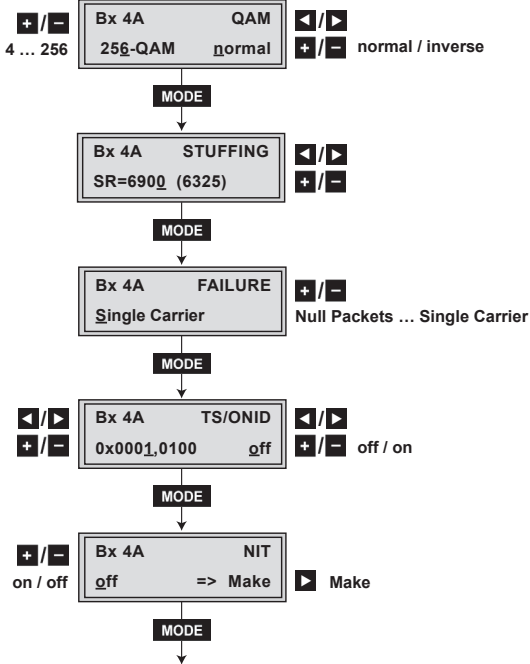 Bx 4A QAM
+/−
◄/►
256-QAM normal
4 … 256
+/− normal / inverse
MODE
Bx 4A STUFFING
◄/►
SR=6900 (6325)
+/−
MODE
Bx 4A FAILURE
+/−
Single Carrier
Null Packets … Single Carrier
MODE
◄/►
Bx 4A TS/ONID
◄/►
+/−
0x0001,0100 off
+/− off / on
MODE
+/−
Bx 4A NIT
on / off
off => Make
► Make
MODE